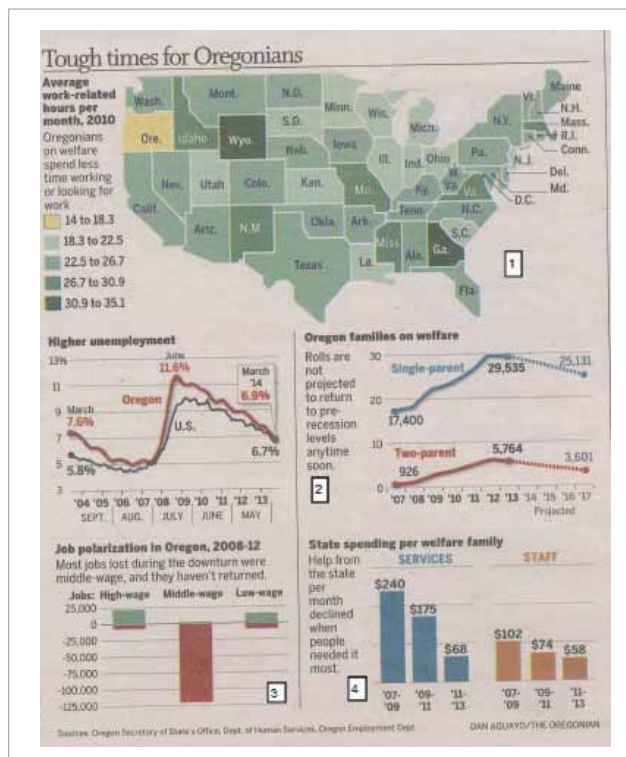 Tough times for Oregonians
Average
work-related
hours per
month, 2010
Oregonians
on welfare
spend less
time working
or looking for
work
14 to 18.3
18.3 to 22.5
22.5 to 26.7
26.7 to 30.9
30.9 to 35.1
Wash.
Mont.
N.D.
Minn.
Wis.
Mich.
Vt.
Maine
N.H.
Mass.
R.I.
Conn.
N.Y.
Ore.
Idaho
Wyo.
S.D.
Iowa
Neb.
Ill.
Ind.
Ohio
Pa.
N.J.
Del.
Md.
D.C.
Nev.
Utah
Colo.
Kan.
Mo.
Ky.
W.
Va.
Va.
Calif.
Ariz.
N.M.
Okla.
Ark.
Tenn.
N.C.
S.C.
Texas
La.
Miss.
Ala.
Ga.
Fla.
1
Higher unemployment
13%
11
9
7
5
3
March
7.6%
5.8%
Oregon
U.S.
June
11.6%
March
'14
6.9%
6.7%
'04 '05 '06 '07 '08 '09 '10 '11 '12 '13
SEPT. AUG. JULY JUNE MAY
Oregon families on welfare
Rolls are
not
projected
to return
to pre-
recession
levels
anytime
soon.
2
30
20
10
0
Single-parent
17,400
29,535
25,131
Two-parent
926
5,764
3,601
'07 '08 '09 '10 '11 '12 '13 '14 '15 '16 '17
Projected
Job polarization in Oregon, 2008-12
Most jobs lost during the downturn were
middle-wage, and they haven't returned.
Jobs: High-wage Middle-wage Low-wage
25,000
0
-25,000
-50,000
-75,000
-100,000
-125,000
3
State spending per welfare family
Help from
the state
per
month
declined
when
people
needed it
most.
4
SERVICES
$240
$175
$68
'07-'09
'09-'11
'11-'13
STAFF
$102
$74
$58
'07-'09
'09-'11
'11-'13
Sources: Oregon Secretary of State's Office, Dept. of Human Services, Oregon Employment Dept.
DAN AGUAYO/THE OREGONIAN